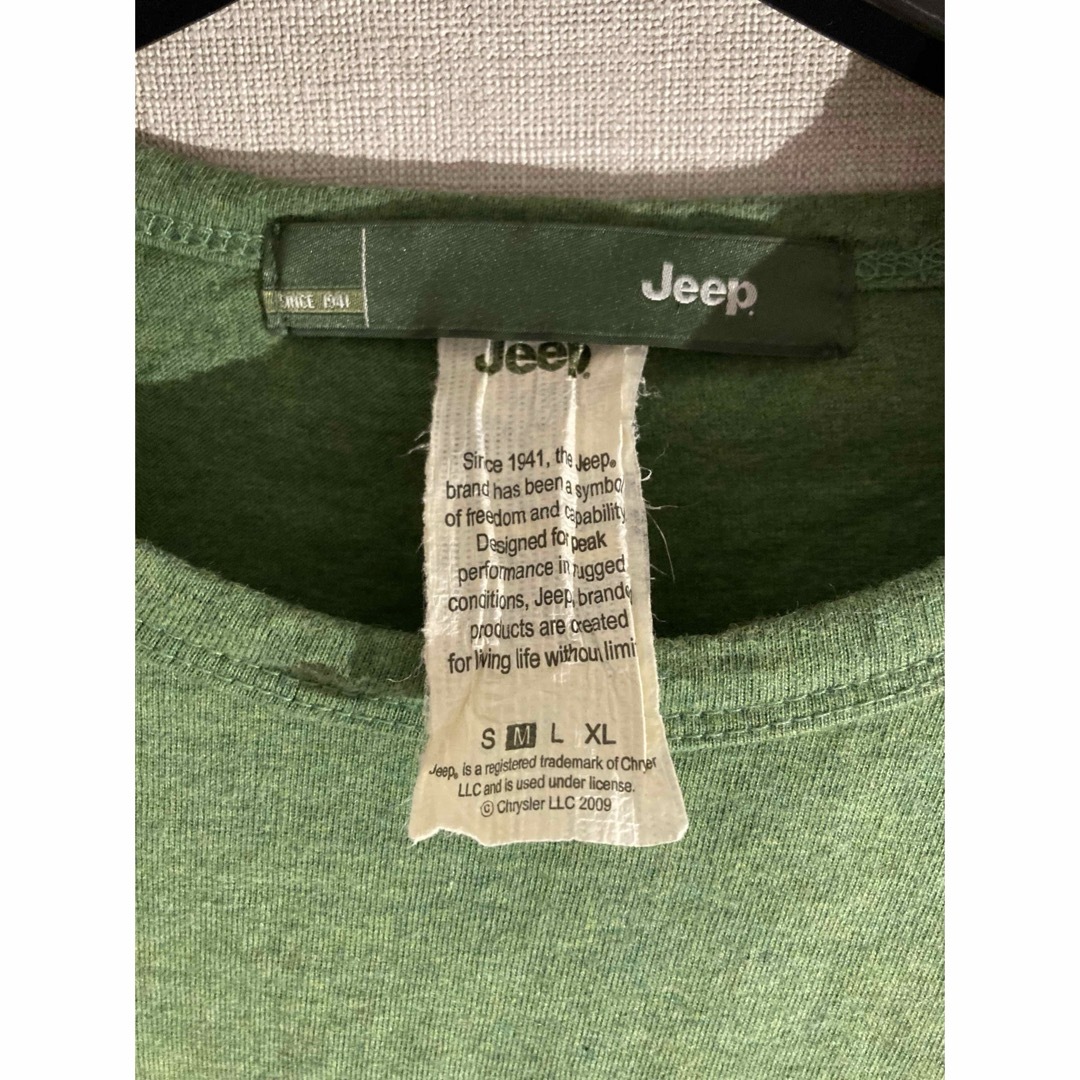 SINCE 1941
Jeep
Jeep
Since 1941, the Jeep®
brand has been a symbol
of freedom and capability
Designed for peak
performance in rugged
conditions, Jeep brande
products are created
for living life without limi
S M L XL
Jeep® is a registered trademark of Chrysler
LLC and is used under license.
© Chrysler LLC 2009